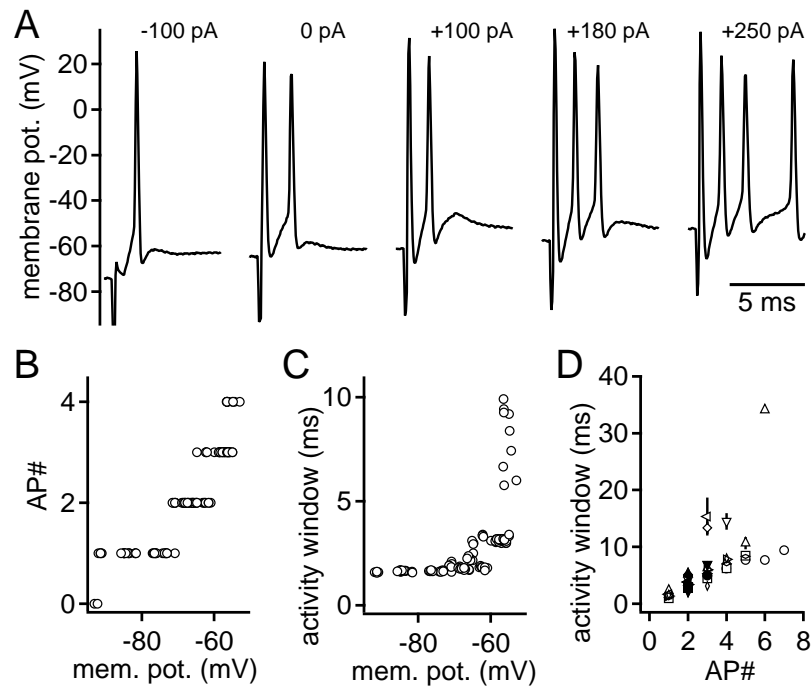 A
-100 pA
0 pA
+100 pA
+180 pA
+250 pA
membrane pot. (mV)
20
0
-20
-40
-60
-80
5 ms
B
AP#
4
2
0
-80
-60
mem. pot. (mV)
C
activity window (ms)
10
5
0
-80
-60
mem. pot. (mV)
D
activity window (ms)
40
30
20
10
0
0
2
4
6
8
AP#